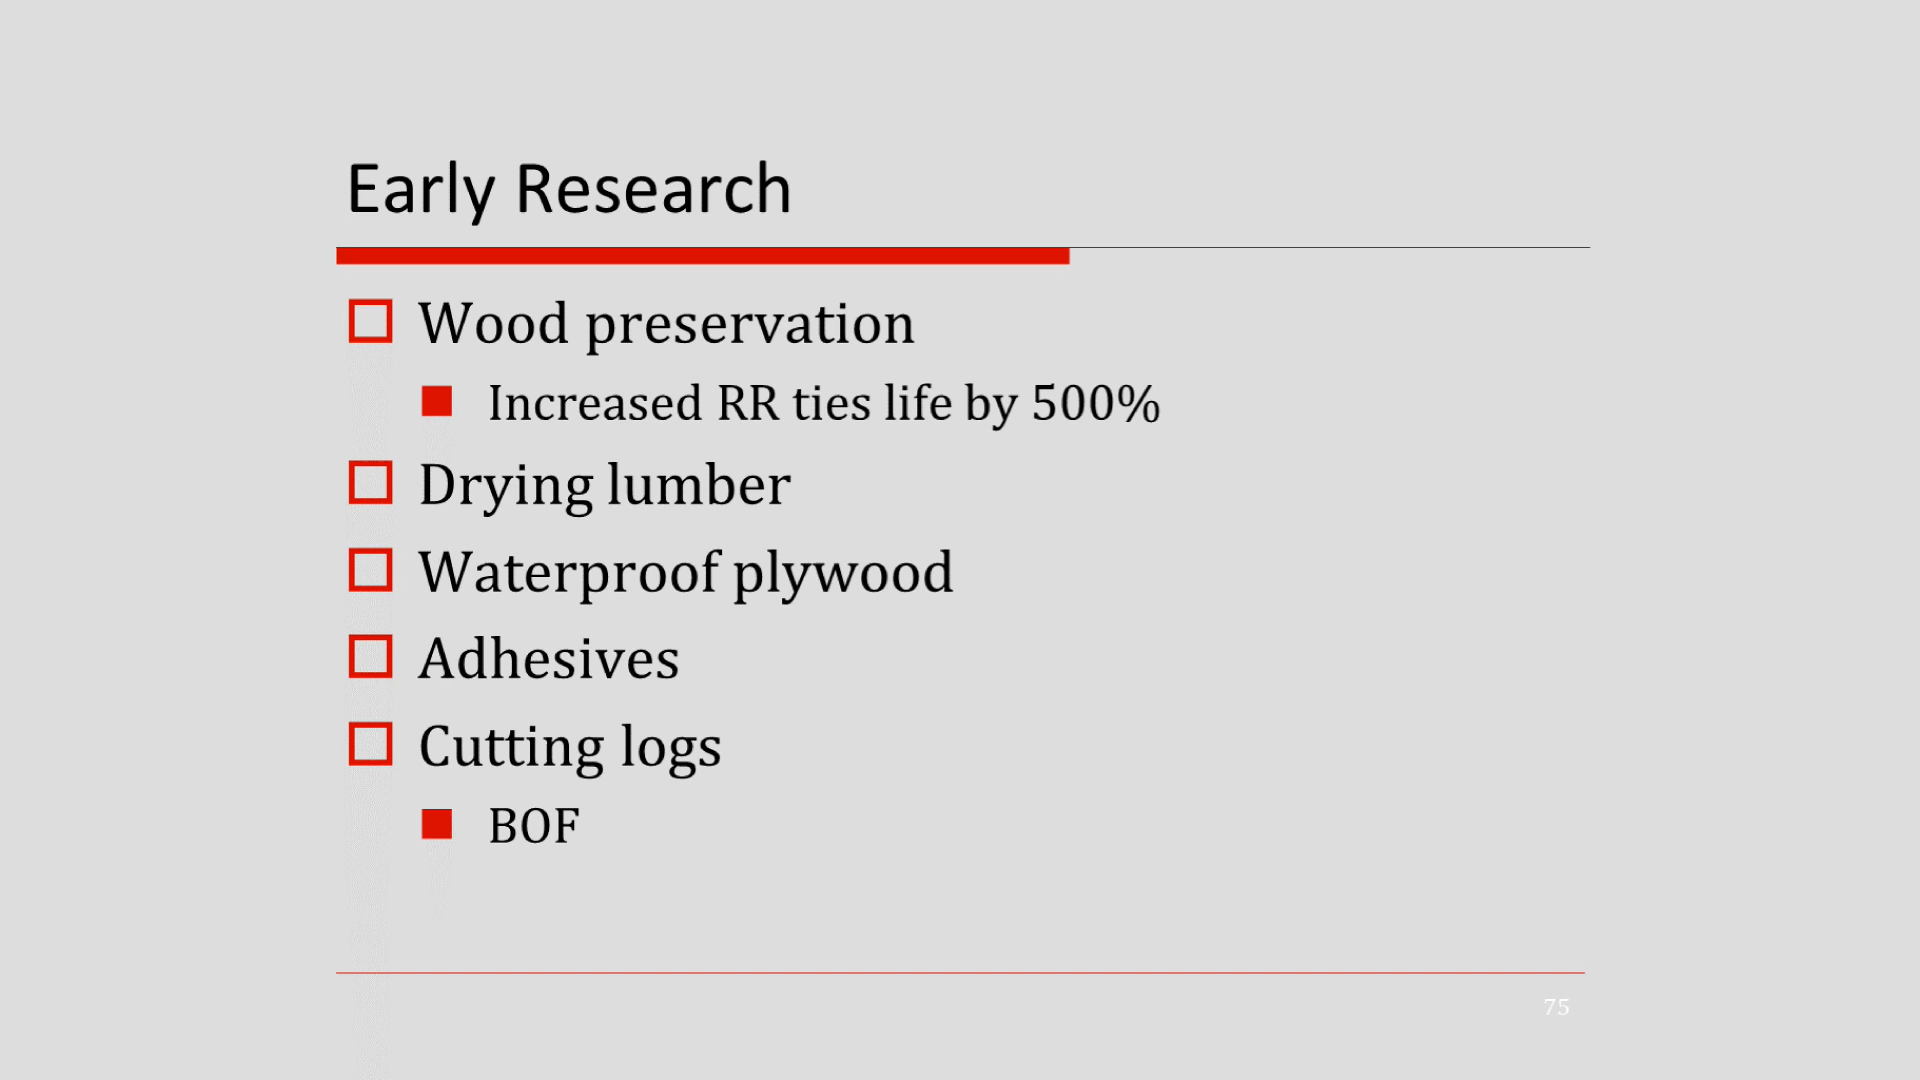 Early Research
Wood preservation
Increased RR ties life by 500%
Drying lumber
Waterproof plywood
Adhesives
Cutting logs
BOF
75